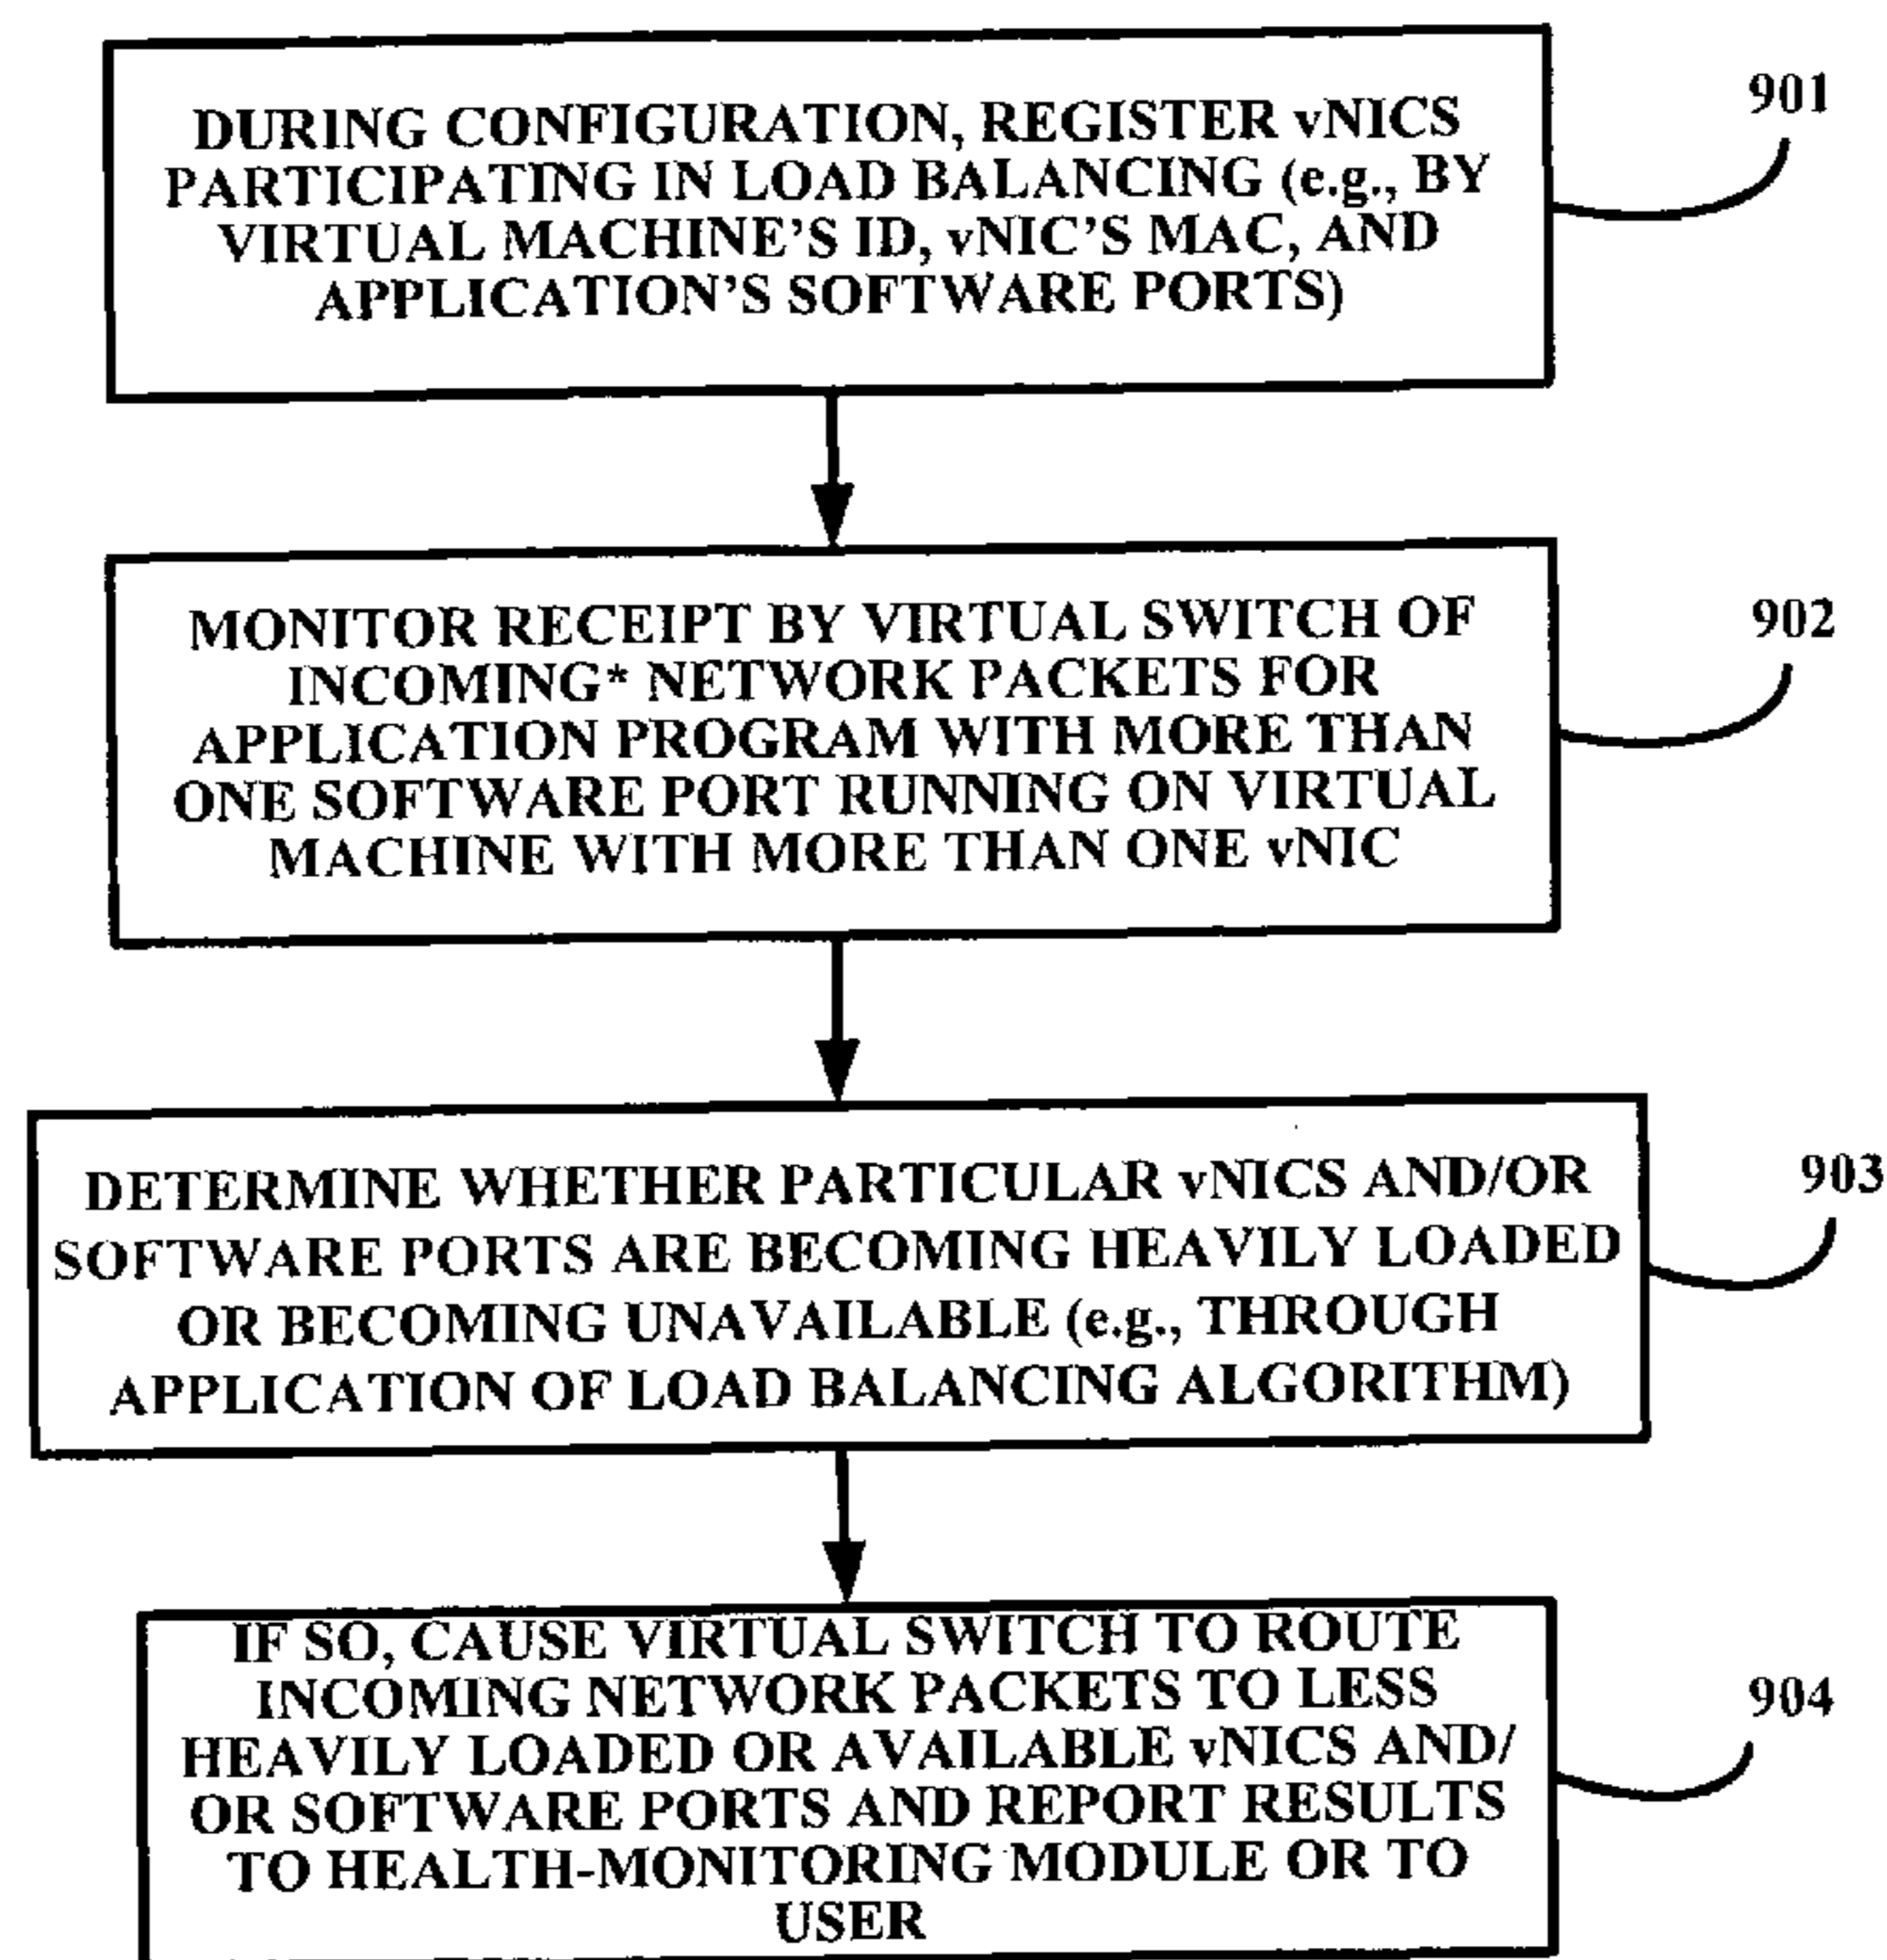 DURING CONFIGURATION, REGISTER vNICS
PARTICIPATING IN LOAD BALANCING (e.g., BY
VIRTUAL MACHINE'S ID, vNIC'S MAC, AND
APPLICATION'S SOFTWARE PORTS)
901
MONITOR RECEIPT BY VIRTUAL SWITCH OF
INCOMING* NETWORK PACKETS FOR
APPLICATION PROGRAM WITH MORE THAN
ONE SOFTWARE PORT RUNNING ON VIRTUAL
MACHINE WITH MORE THAN ONE vNIC
902
DETERMINE WHETHER PARTICULAR vNICS AND/OR
SOFTWARE PORTS ARE BECOMING HEAVILY LOADED
OR BECOMING UNAVAILABLE (e.g., THROUGH
APPLICATION OF LOAD BALANCING ALGORITHM)
903
IF SO, CAUSE VIRTUAL SWITCH TO ROUTE
INCOMING NETWORK PACKETS TO LESS
HEAVILY LOADED OR AVAILABLE vNICS AND/
OR SOFTWARE PORTS AND REPORT RESULTS
TO HEALTH-MONITORING MODULE OR TO
USER
904